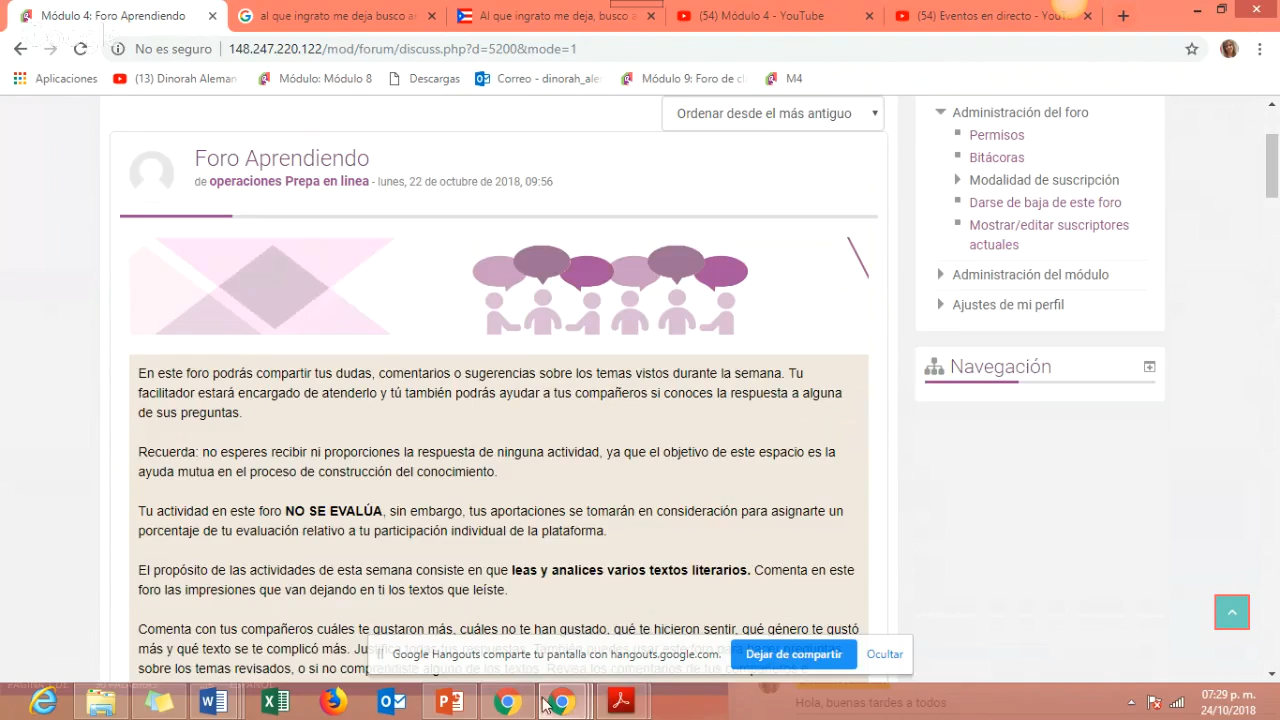 Módulo 4: Foro Aprendiendo
al que ingrato me deja busco a
Al que ingrato me deja, busco a
(54) Módulo 4 - YouTube
(54) Eventos en directo - YouTu
No es seguro
148.247.220.122/mod/forum/discuss.php?d=5200&mode=1
Aplicaciones
(13) Dinorah Aleman
Módulo: Módulo 8
Descargas
Correo - dinorah_ale
Módulo 9: Foro de cl
M4
Ordenar desde el más antiguo
Foro Aprendiendo
de operaciones Prepa en linea - lunes, 22 de octubre de 2018, 09:56
En este foro podrás compartir tus dudas, comentarios o sugerencias sobre los temas vistos durante la semana. Tu
facilitador estará encargado de atenderlo y tú también podrás ayudar a tus compañeros si conoces la respuesta a alguna
de sus preguntas.
Recuerda: no esperes recibir ni proporciones la respuesta de ninguna actividad, ya que el objetivo de este espacio es la
ayuda mutua en el proceso de construcción del conocimiento.
Tu actividad en este foro NO SE EVALÚA, sin embargo, tus aportaciones se tomarán en consideración para asignarte un
porcentaje de tu evaluación relativo a tu participación individual de la plataforma.
El propósito de las actividades de esta semana consiste en que leas y analices varios textos literarios. Comenta en este
foro las impresiones que van dejando en ti los textos que leíste.
Comenta con tus compañeros cuáles te gustaron más, cuáles no te han gustado, qué te hicieron sentir, qué género te gustó
más y qué texto se te complicó más.
sobre los temas revisados, o si no
Administración del foro
Permisos
Bitácoras
Modalidad de suscripción
Darse de baja de este foro
Mostrar/editar suscriptores
actuales
Administración del módulo
Ajustes de mi perfil
Navegación
Google Hangouts comparte tu pantalla con hangouts.google.com.
Dejar de compartir
Ocultar
Hola, buenas tardes a todos
07:29 p. m.
24/10/2018